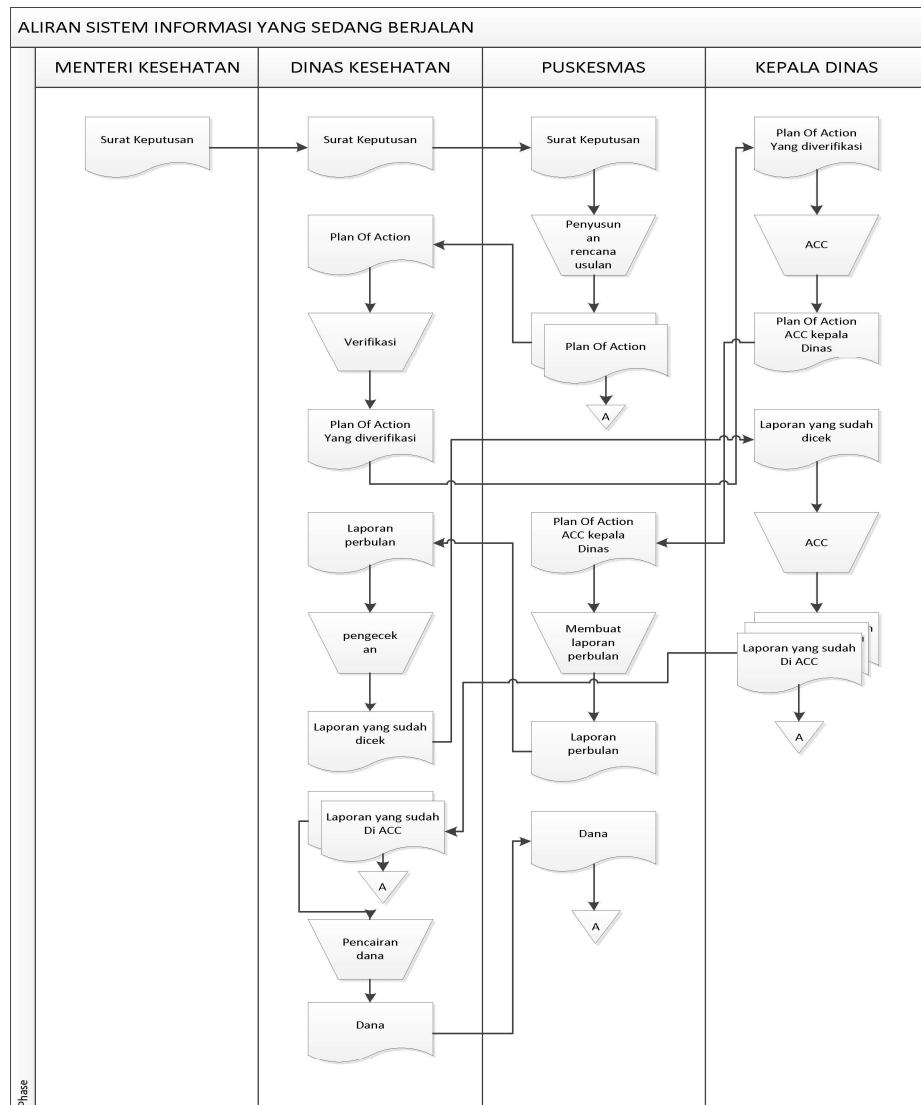 ALIRAN SISTEM INFORMASI YANG SEDANG BERJALAN
MENTERI KESEHATAN
DINAS KESEHATAN
PUSKESMAS
KEPALA DINAS
Surat Keputusan
Surat Keputusan
Surat Keputusan
Plan Of Action
Yang diverifikasi
Plan Of Action
Penyusun
an
rencana
usulan
ACC
Verifikasi
Plan Of Action
Plan Of Action
ACC kepala
Dinas
A
Plan Of Action
Yang diverifikasi
Laporan yang sudah
dicek
Laporan
perbulan
Plan Of Action
ACC kepala
Dinas
ACC
pengecek
an
Membuat
laporan
perbulan
n
n
Laporan yang sudah
Di ACC
Laporan yang sudah
dicek
Laporan
perbulan
A
Laporan yang sudah
Di ACC
Dana
A
A
Pencairan
dana
Dana
Phase